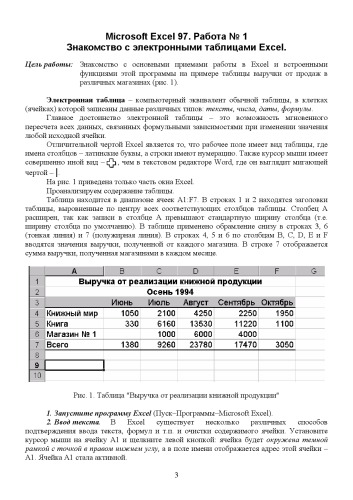 Microsoft Excel 97. Работа № 1
Знакомство с электронными таблицами Excel.
Цель работы: Знакомство с основными приемами работы в Excel и встроенными
функциями этой программы на примере таблицы выручки от продаж в
различных магазинах (рис. 1).
Электронная таблица – компьютерный эквивалент обычной таблицы, в клетках
(ячейках) которой записаны данные различных типов: тексты, числа, даты, формулы.
Главное достоинство электронной таблицы – это возможность мгновенного
пересчета всех данных, связанных формульными зависимостями при изменении значения
любой исходной ячейки.
Отличительной чертой Excel является то, что рабочее поле имеет вид таблицы, где
имена столбцов – латинские буквы, а строки имеют нумерацию. Также курсор мыши имеет
совершенно иной вид – , чем в текстовом редакторе Word, где он выглядит мигающей
чертой –
На рис. 1 приведена только часть окна Excel.
Проанализируем содержание таблицы.
Таблица находится в диапазоне ячеек A1:F7. В строках 1 и 2 находятся заголовки
таблицы, выровненные по центру всех соответствующих столбцов таблицы. Столбец А
расширен, так как записи в столбце А превышают стандартную ширину столбца (т.е.
ширину столбца по умолчанию). В таблице применено обрамление снизу в строках 3, 6
(тонкая линия) и 7 (полужирная линия). В строках 4, 5 и 6 по столбцам B, C, D, E и F
вводятся значения выручки, полученной от каждого магазина. В строке 7 отображается
сумма выручки, полученная магазинами в каждом месяце.
A B C D E F G
1 Выручка от реализации книжной продукции
2 Осень 1994
3 Июнь Июль Август Сентябрь Октябрь
4 Книжный мир 1050 2100 4250 2250 1950
5 Книга 330 6160 13530 11220 1100
6 Магазин № 1 1000 6000 4000
7 Всего 1380 9260 23780 17470 3050
8
9
10
Рис. 1. Таблица "Выручка от реализации книжной продукции"
1. Запустите программу Excel (Пуск–Программы–Microsoft Excel).
2. Ввод текста. В Excel существует несколько различных способов
подтверждения ввода текста, формул и т.п. и очистки содержимого ячейки. Установите
курсор мыши на ячейку А1 и щелкните левой кнопкой: ячейка будет окружена темной
рамкой с точкой в правом нижнем углу, а в поле имени отображается адрес этой ячейки –
А1. Ячейка А1 стала активной.
3